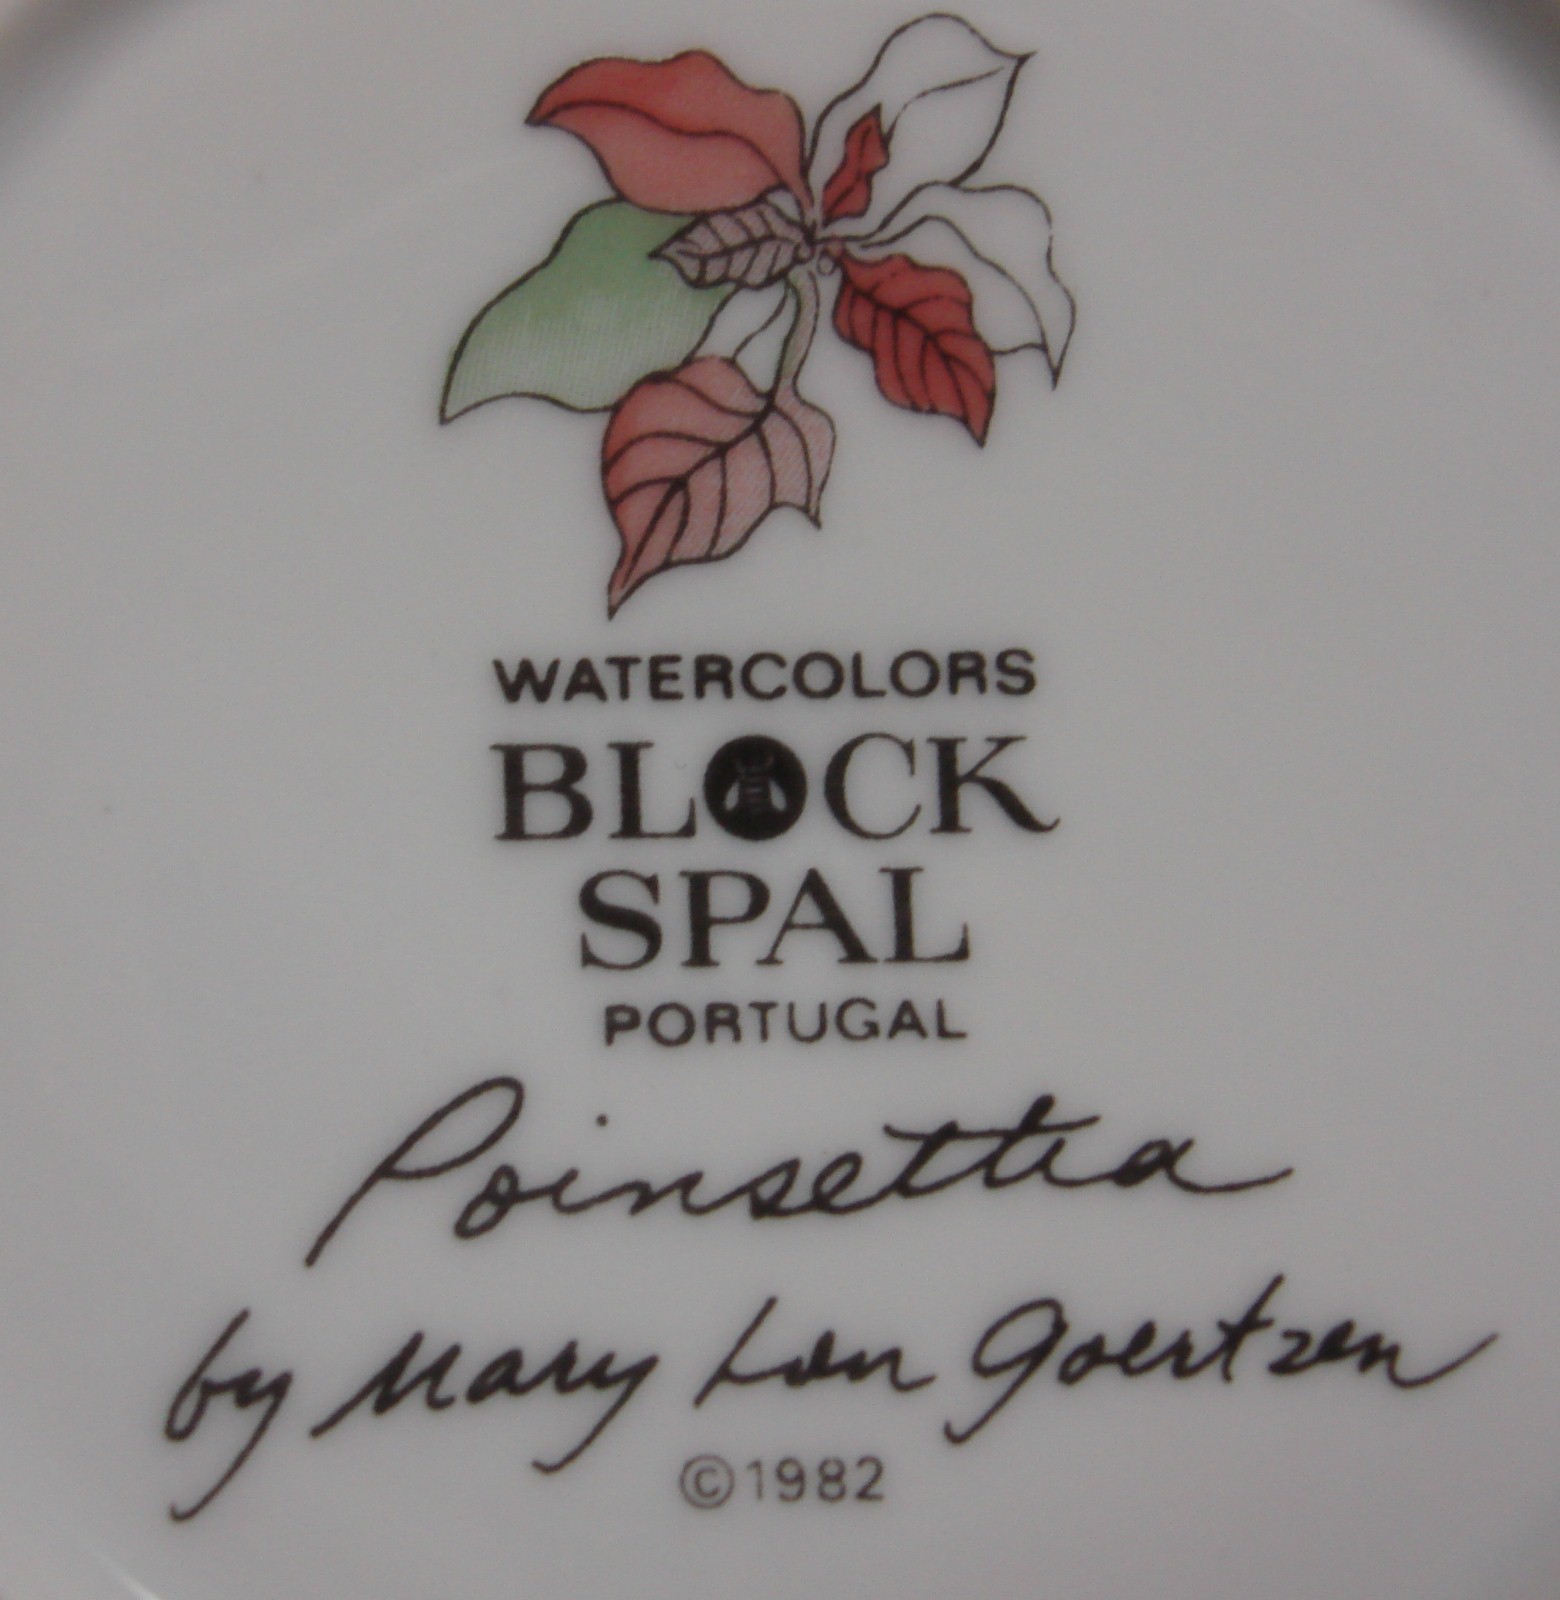 WATERCOLORS
BLOCK
SPAL
PORTUGAL
Poinsettia
by Mary Lou Goertzen
©1982